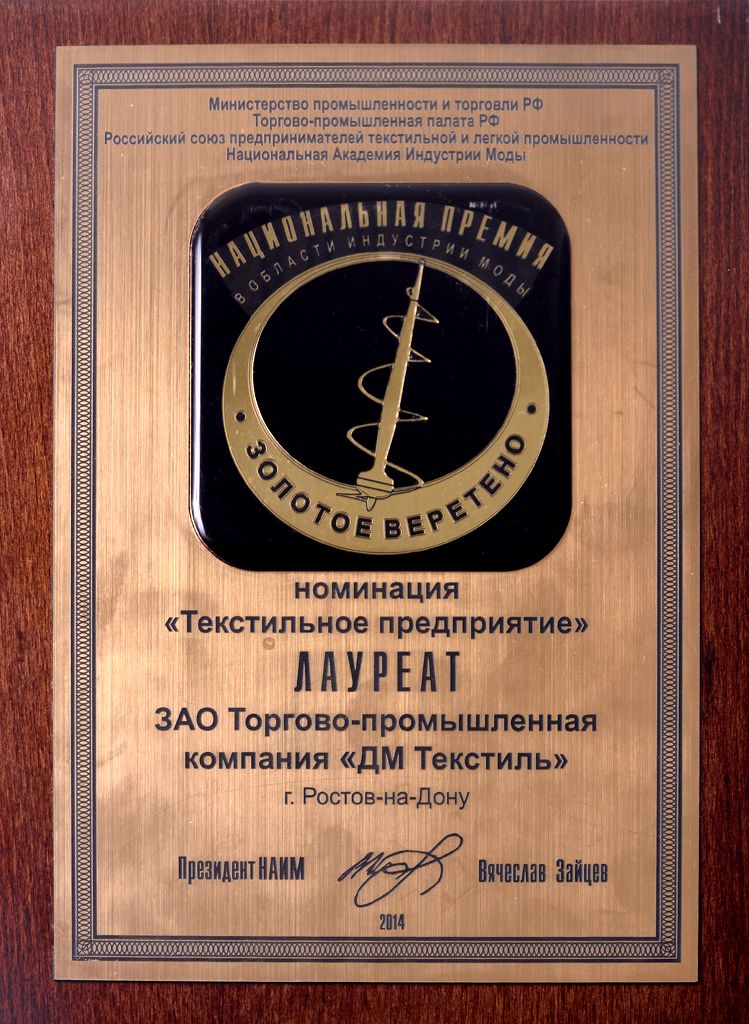 Министерство промышленности и торговли РФ
Торгово-промышленная палата РФ
Российский союз предпринимателей текстильной и легкой промышленности
Национальная Академия Индустрии Моды
НАЦИОНАЛЬНАЯ ПРЕМИЯ
В ОБЛАСТИ ИНДУСТРИИ МОДЫ
• ЗОЛОТОЕ ВЕРЕТЕНО •
номинация
«Текстильное предприятие»
ЛАУРЕАТ
ЗАО Торгово-промышленная
компания «ДМ Текстиль»
г. Ростов-на-Дону
Президент НАИМ Вячеслав Зайцев
2014